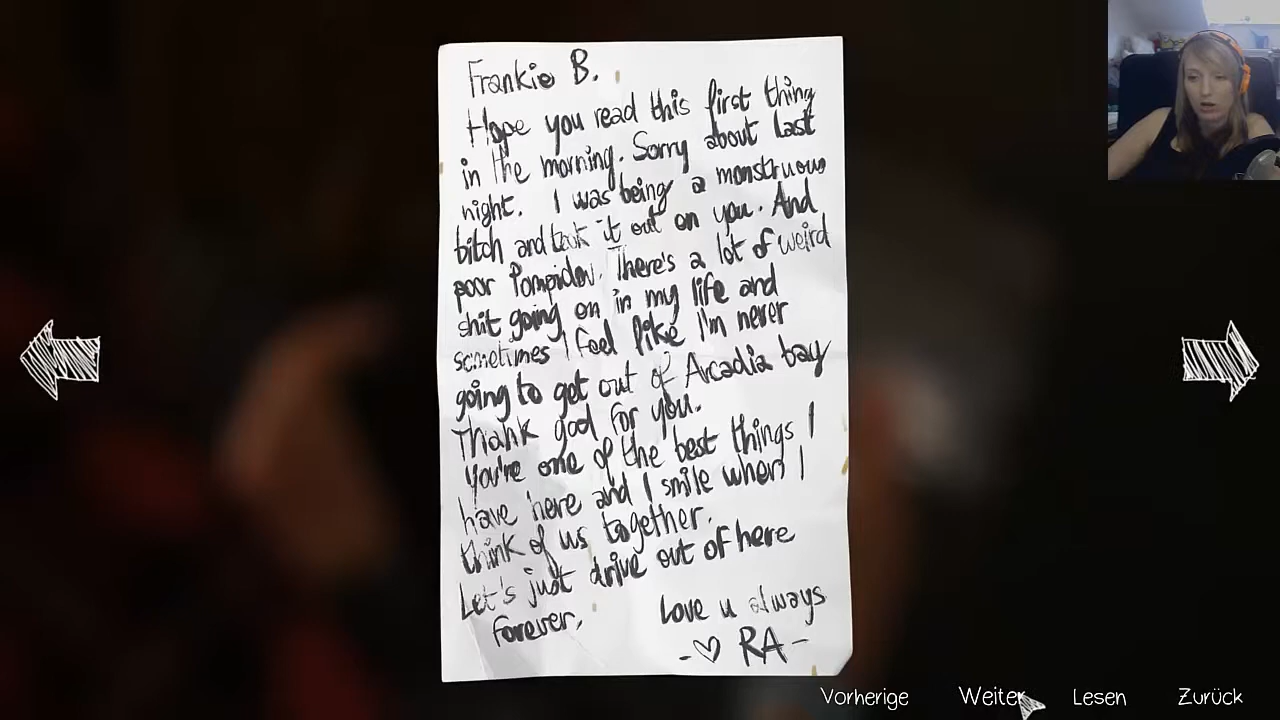 Frankie B.
Hope you read this first thing
in the morning. Sorry about last
night. I was being a monstruous
bitch and took it out on you. And
poor Pompidou. There's a lot of weird
shit going on in my life and
sometimes I feel like I'm never
going to get out of Arcadia bay
Thank god for you.
You're one of the best things I
have here and I smile when I
think of us together.
Let's just drive out of here
forever.
Love u always
-♡ RA-
Vorherige Weiter Lesen Zurück